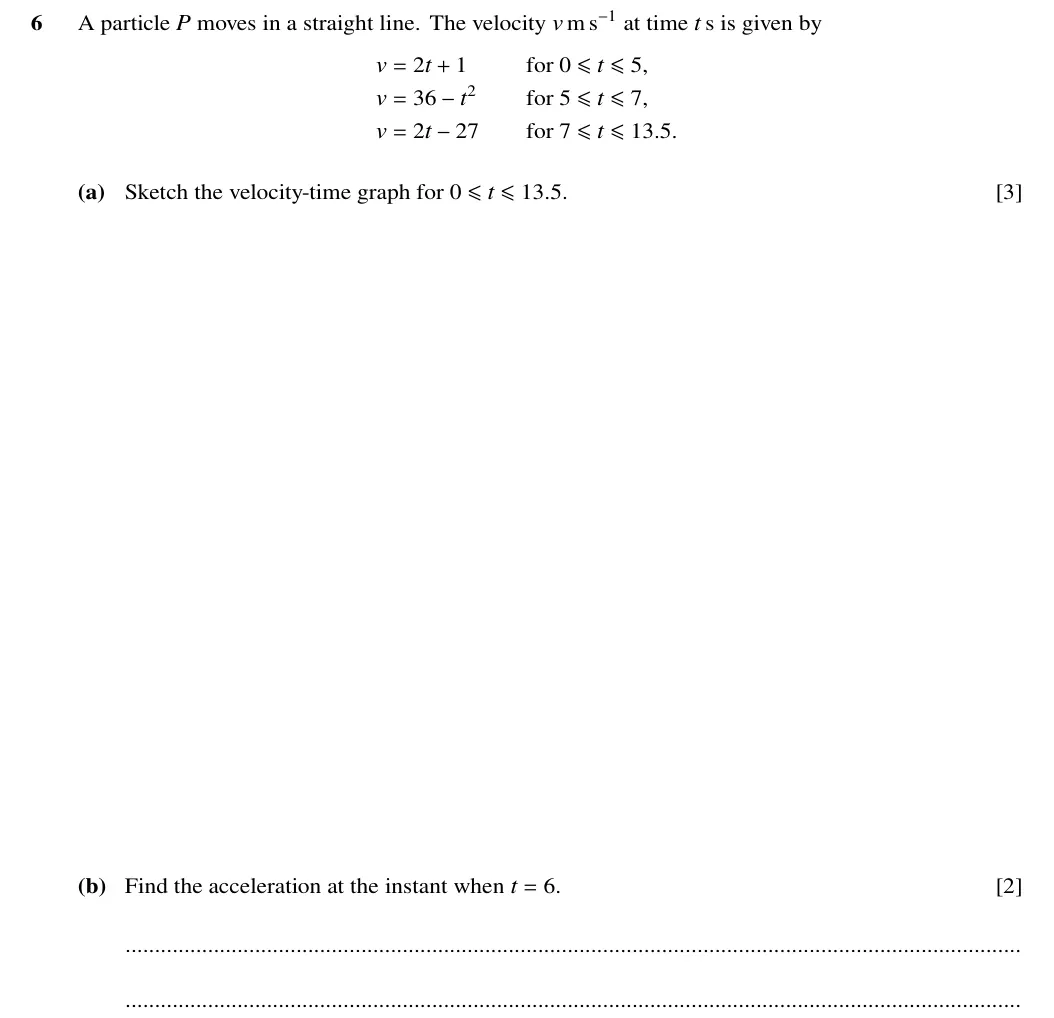 6 A particle P moves in a straight line. The velocity v m s⁻¹ at time t s is given by
v = 2t + 1 for 0 ⩽ t ⩽ 5,
v = 36 – t² for 5 ⩽ t ⩽ 7,
v = 2t – 27 for 7 ⩽ t ⩽ 13.5.
(a) Sketch the velocity-time graph for 0 ⩽ t ⩽ 13.5. [3]
(b) Find the acceleration at the instant when t = 6. [2]